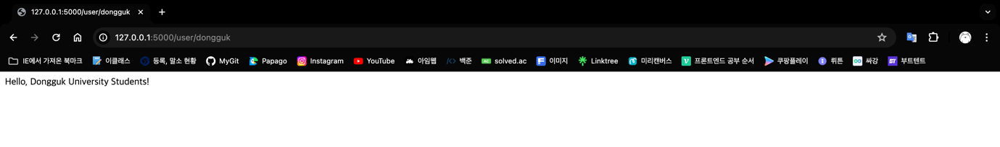 127.0.0.1:5000/user/dongguk
127.0.0.1:5000/user/dongguk
IE에서 가져온 북마크 이클래스 등록, 말소 현황 MyGit Papago Instagram YouTube 아임웹 백준 solved.ac 이미지 Linktree 미리캔버스 프론트엔드 공부 순서 쿠팡플레이 뤼튼 싸강 부트텐트
Hello, Dongguk University Students!